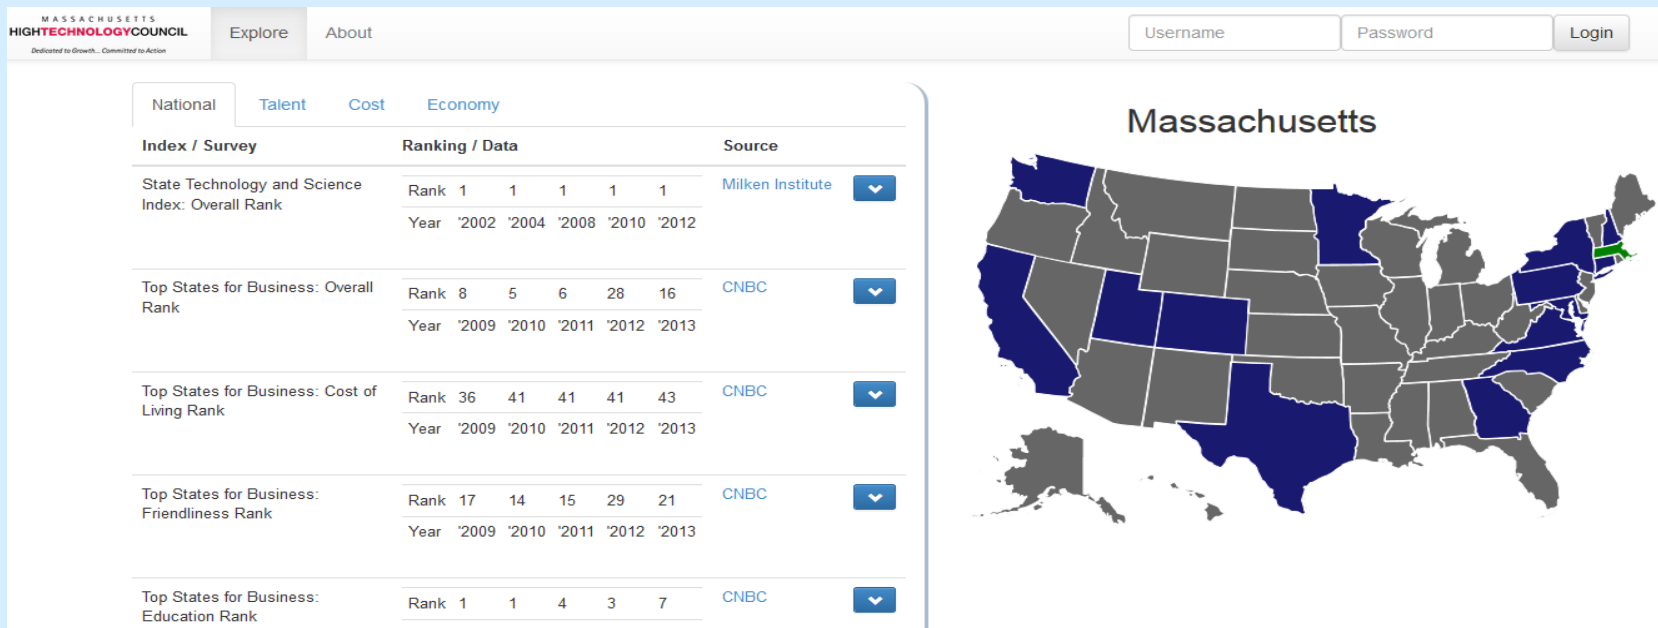 MASSACHUSETTS
HIGHTECHNOLOGYCOUNCIL
Dedicated to Growth... Committed to Action
Explore
About
Username
Password
Login
National
Talent
Cost
Economy
Index / Survey
Ranking / Data
Source
State Technology and Science
Index: Overall Rank
Rank 1 1 1 1 1
Year '2002 '2004 '2008 '2010 '2012
Milken Institute
Top States for Business: Overall
Rank
Rank 8 5 6 28 16
Year '2009 '2010 '2011 '2012 '2013
CNBC
Top States for Business: Cost of
Living Rank
Rank 36 41 41 41 43
Year '2009 '2010 '2011 '2012 '2013
CNBC
Top States for Business:
Friendliness Rank
Rank 17 14 15 29 21
Year '2009 '2010 '2011 '2012 '2013
CNBC
Top States for Business:
Education Rank
Rank 1 1 4 3 7
CNBC
Massachusetts